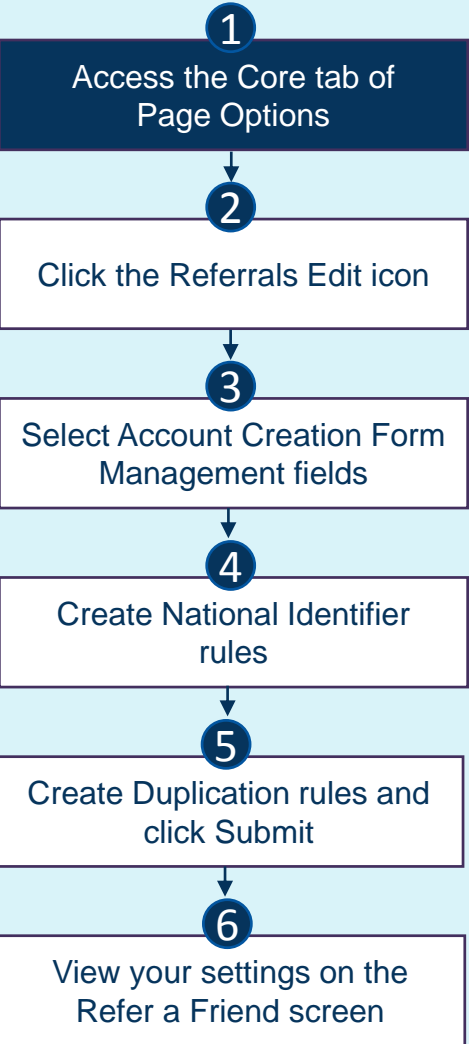 1
Access the Core tab of
Page Options
2
Click the Referrals Edit icon
3
Select Account Creation Form
Management fields
4
Create National Identifier
rules
5
Create Duplication rules and
click Submit
6
View your settings on the
Refer a Friend screen